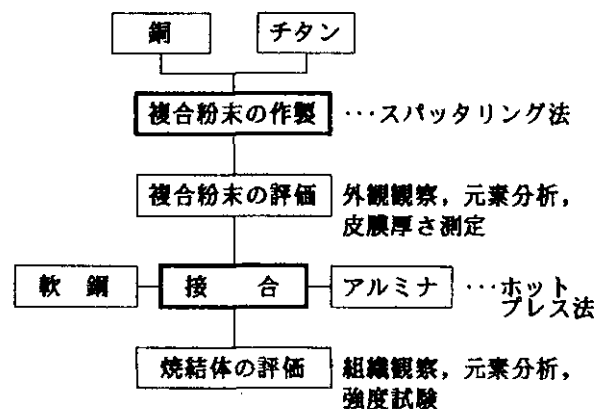 銅 チタン
複合粉末の作製 ···スパッタリング法
複合粉末の評価 外観観察，元素分析，
皮膜厚さ測定
軟 鋼 接 合 アルミナ ···ホット
プレス法
焼結体の評価 組織観察，元素分析，
強度試験